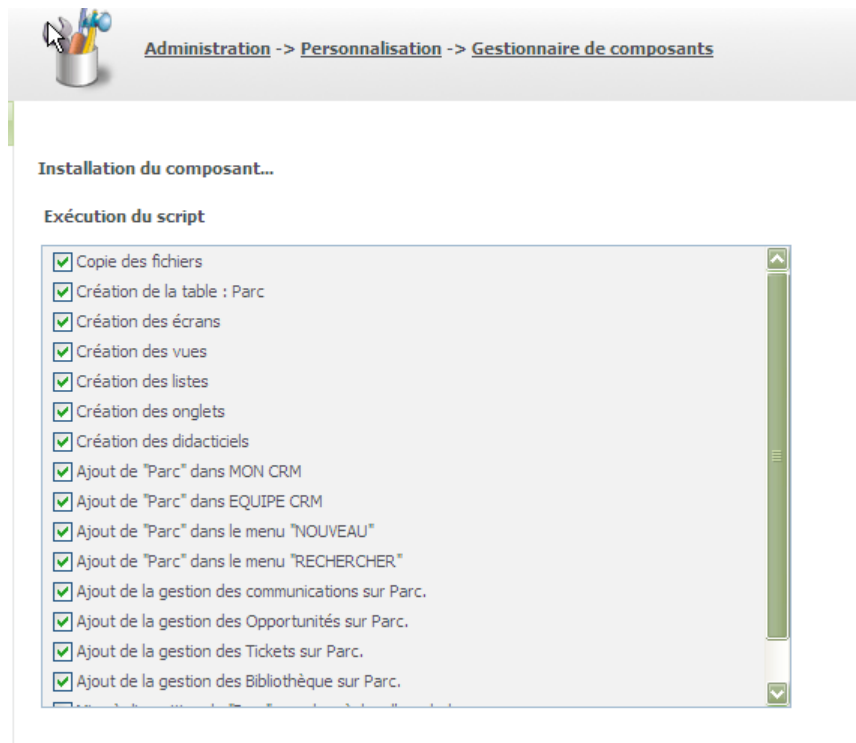 Administration -> Personnalisation -> Gestionnaire de composants
Installation du composant...
Exécution du script
Copie des fichiers
Création de la table : Parc
Création des écrans
Création des vues
Création des listes
Création des onglets
Création des didacticiels
Ajout de "Parc" dans MON CRM
Ajout de "Parc" dans EQUIPE CRM
Ajout de "Parc" dans le menu "NOUVEAU"
Ajout de "Parc" dans le menu "RECHERCHER"
Ajout de la gestion des communications sur Parc.
Ajout de la gestion des Opportunités sur Parc.
Ajout de la gestion des Tickets sur Parc.
Ajout de la gestion des Bibliothèque sur Parc.